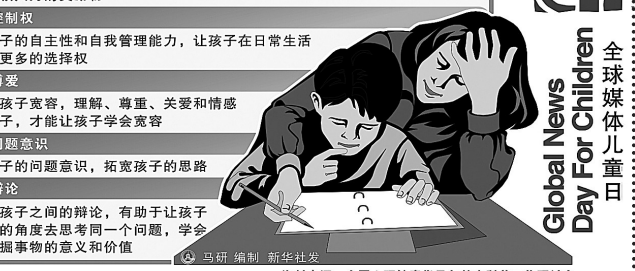 控制权
子的自主性和自我管理能力，让孩子在日常生活
更多的选择权
孩子宽容，理解、尊重、关爱和情感
子，才能让孩子学会宽容
问题意识
子的问题意识，拓宽孩子的思路
辩论
孩子之间的辩论，有助于让孩子
的角度去思考同一个问题，学会
掘事物的意义和价值
C
C
C
马研 编制 新华社发
Global News
Day For Children
全球媒体儿童日